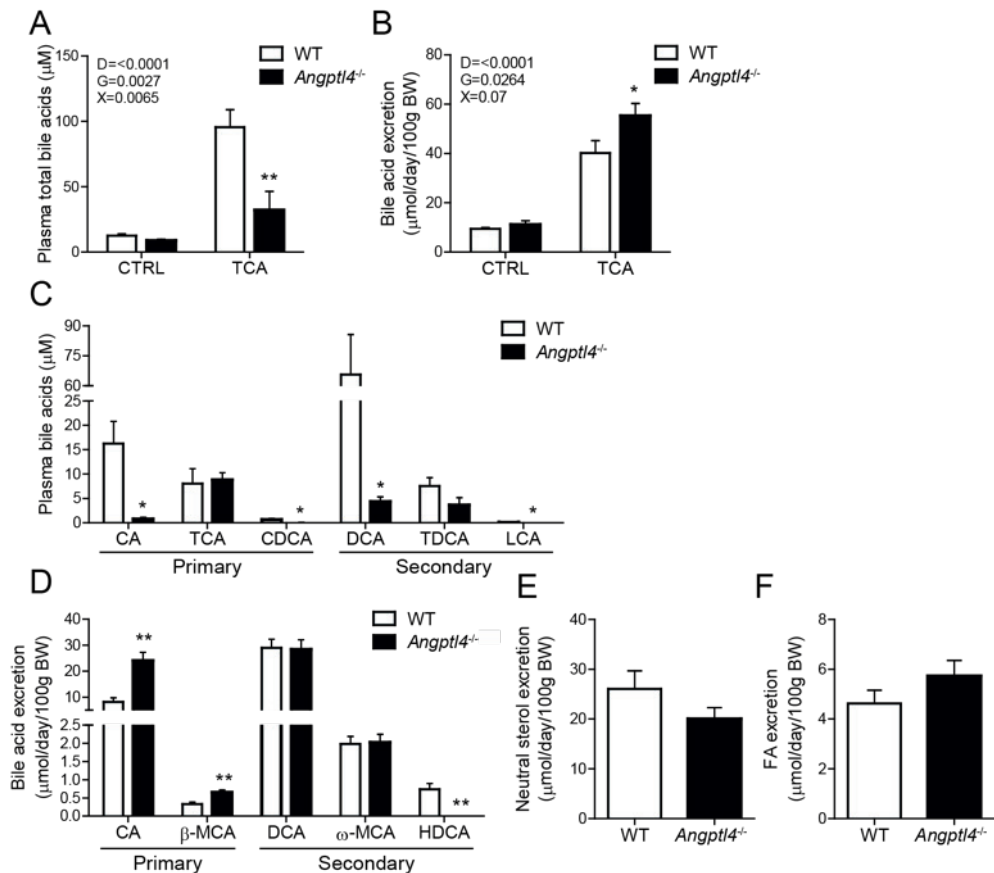 A
Plasma total bile acids (μM)
150
100
50
0
D=<0.0001
G=0.0027
X=0.0065
WT
Angptl4-/-
**
CTRL
TCA
B
Bile acid excretion
(μmol/day/100g BW)
80
60
40
20
0
D=<0.0001
G=0.0264
X=0.07
WT
Angptl4-/-
*
CTRL
TCA
C
Plasma bile acids (μM)
90
75
60
25
20
15
10
5
0
WT
Angptl4-/-
*
*
*
*
CA
TCA
CDCA
DCA
TDCA
LCA
Primary
Secondary
D
Bile acid excretion
(μmol/day/100g BW)
40
30
20
10
2.0
1.5
1.0
0.5
0.0
WT
Angptl4-/-
**
**
**
CA
β-MCA
DCA
ω-MCA
HDCA
Primary
Secondary
E
Neutral sterol excretion
(μmol/day/100g BW)
40
30
20
10
0
WT
Angptl4-/-
F
FA excretion
(μmol/day/100g BW)
8
6
4
2
0
WT
Angptl4-/-